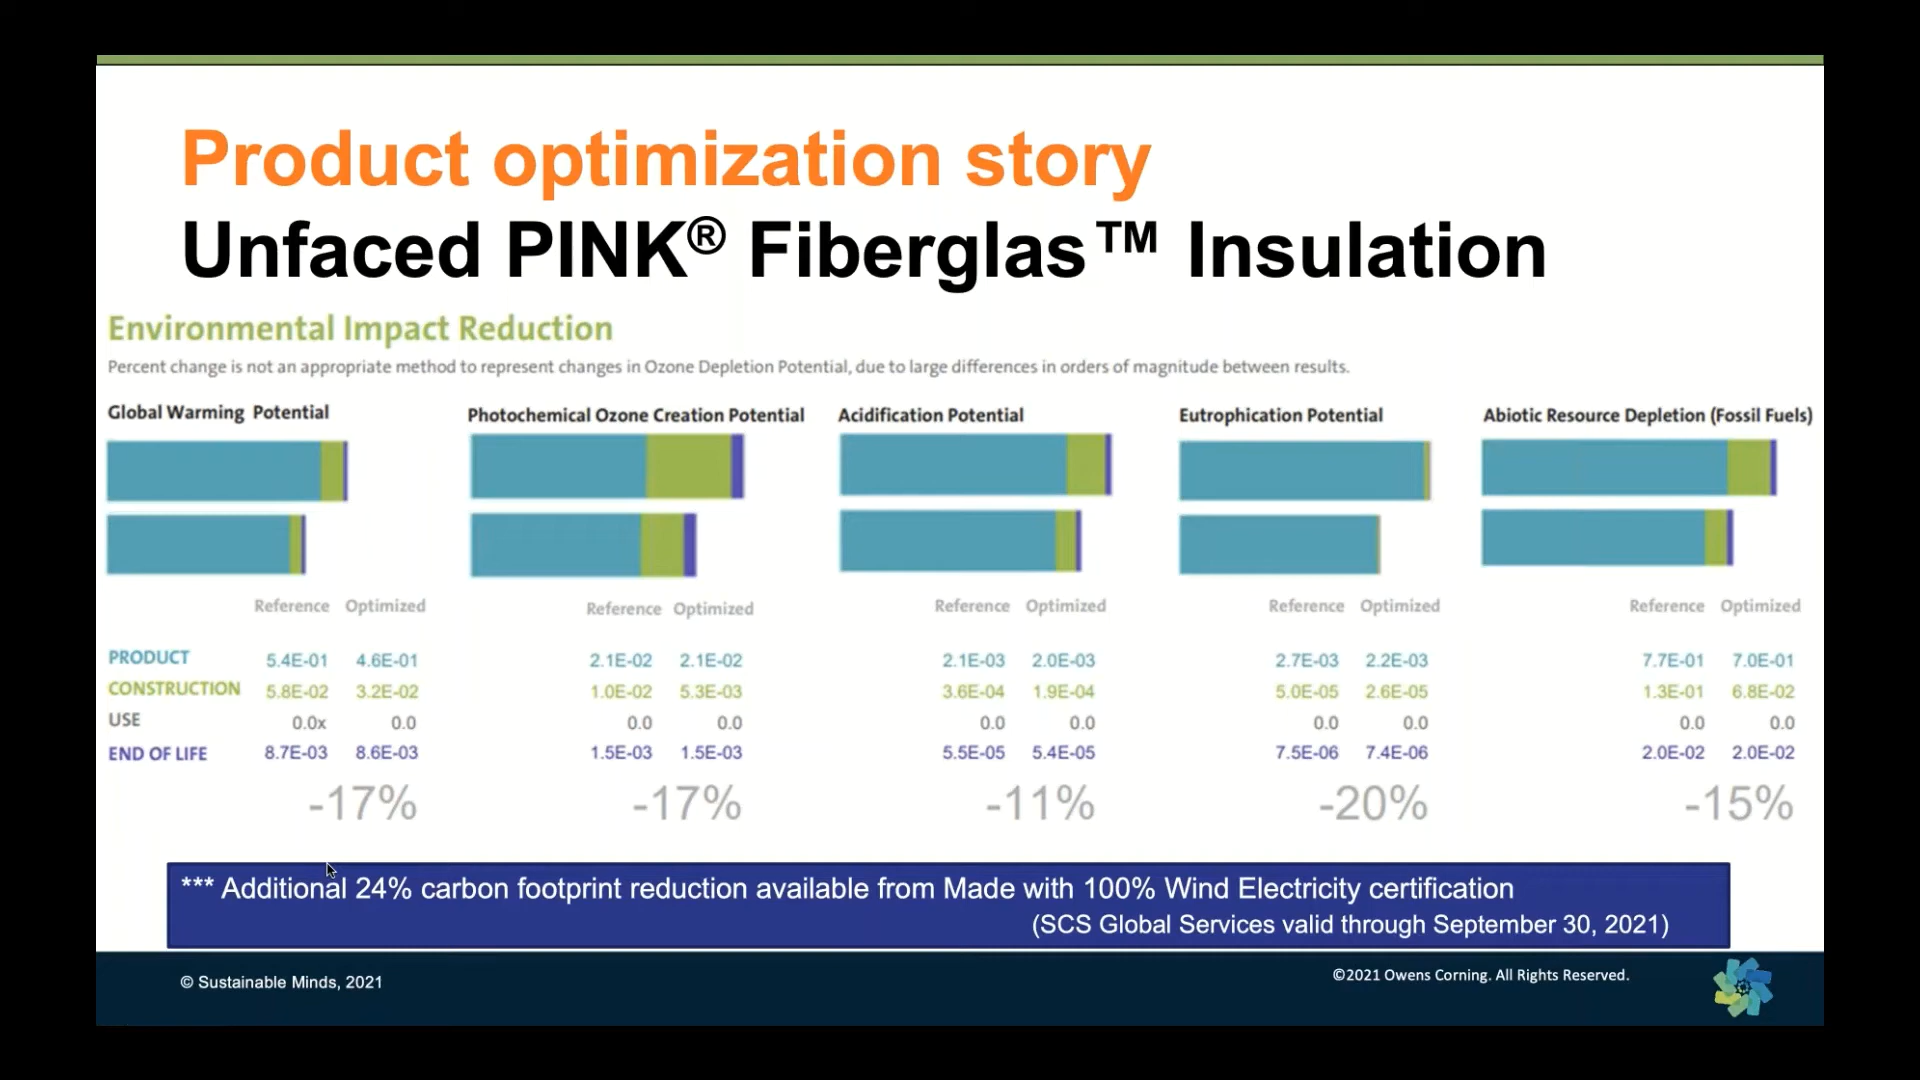 Product optimization story
Unfaced PINK® Fiberglas™ Insulation
Environmental Impact Reduction
Percent change is not an appropriate method to represent changes in Ozone Depletion Potential, due to large differences in orders of magnitude between results.
Global Warming Potential
Photochemical Ozone Creation Potential
Acidification Potential
Eutrophication Potential
Abiotic Resource Depletion (Fossil Fuels)
Reference Optimized Reference Optimized Reference Optimized Reference Optimized Reference Optimized
PRODUCT 5.4E-01 4.6E-01 2.1E-02 2.1E-02 2.1E-03 2.0E-03 2.7E-03 2.2E-03 7.7E-01 7.0E-01
CONSTRUCTION 5.8E-02 3.2E-02 1.0E-02 5.3E-03 3.6E-04 1.9E-04 5.0E-05 2.6E-05 1.3E-01 6.8E-02
USE 0.0x 0.0 0.0 0.0 0.0 0.0 0.0 0.0 0.0 0.0
END OF LIFE 8.7E-03 8.6E-03 1.5E-03 1.5E-03 5.5E-05 5.4E-05 7.5E-06 7.4E-06 2.0E-02 2.0E-02
-17% -17% -11% -20% -15%
*** Additional 24% carbon footprint reduction available from Made with 100% Wind Electricity certification
(SCS Global Services valid through September 30, 2021)
© Sustainable Minds, 2021
©2021 Owens Corning. All Rights Reserved.